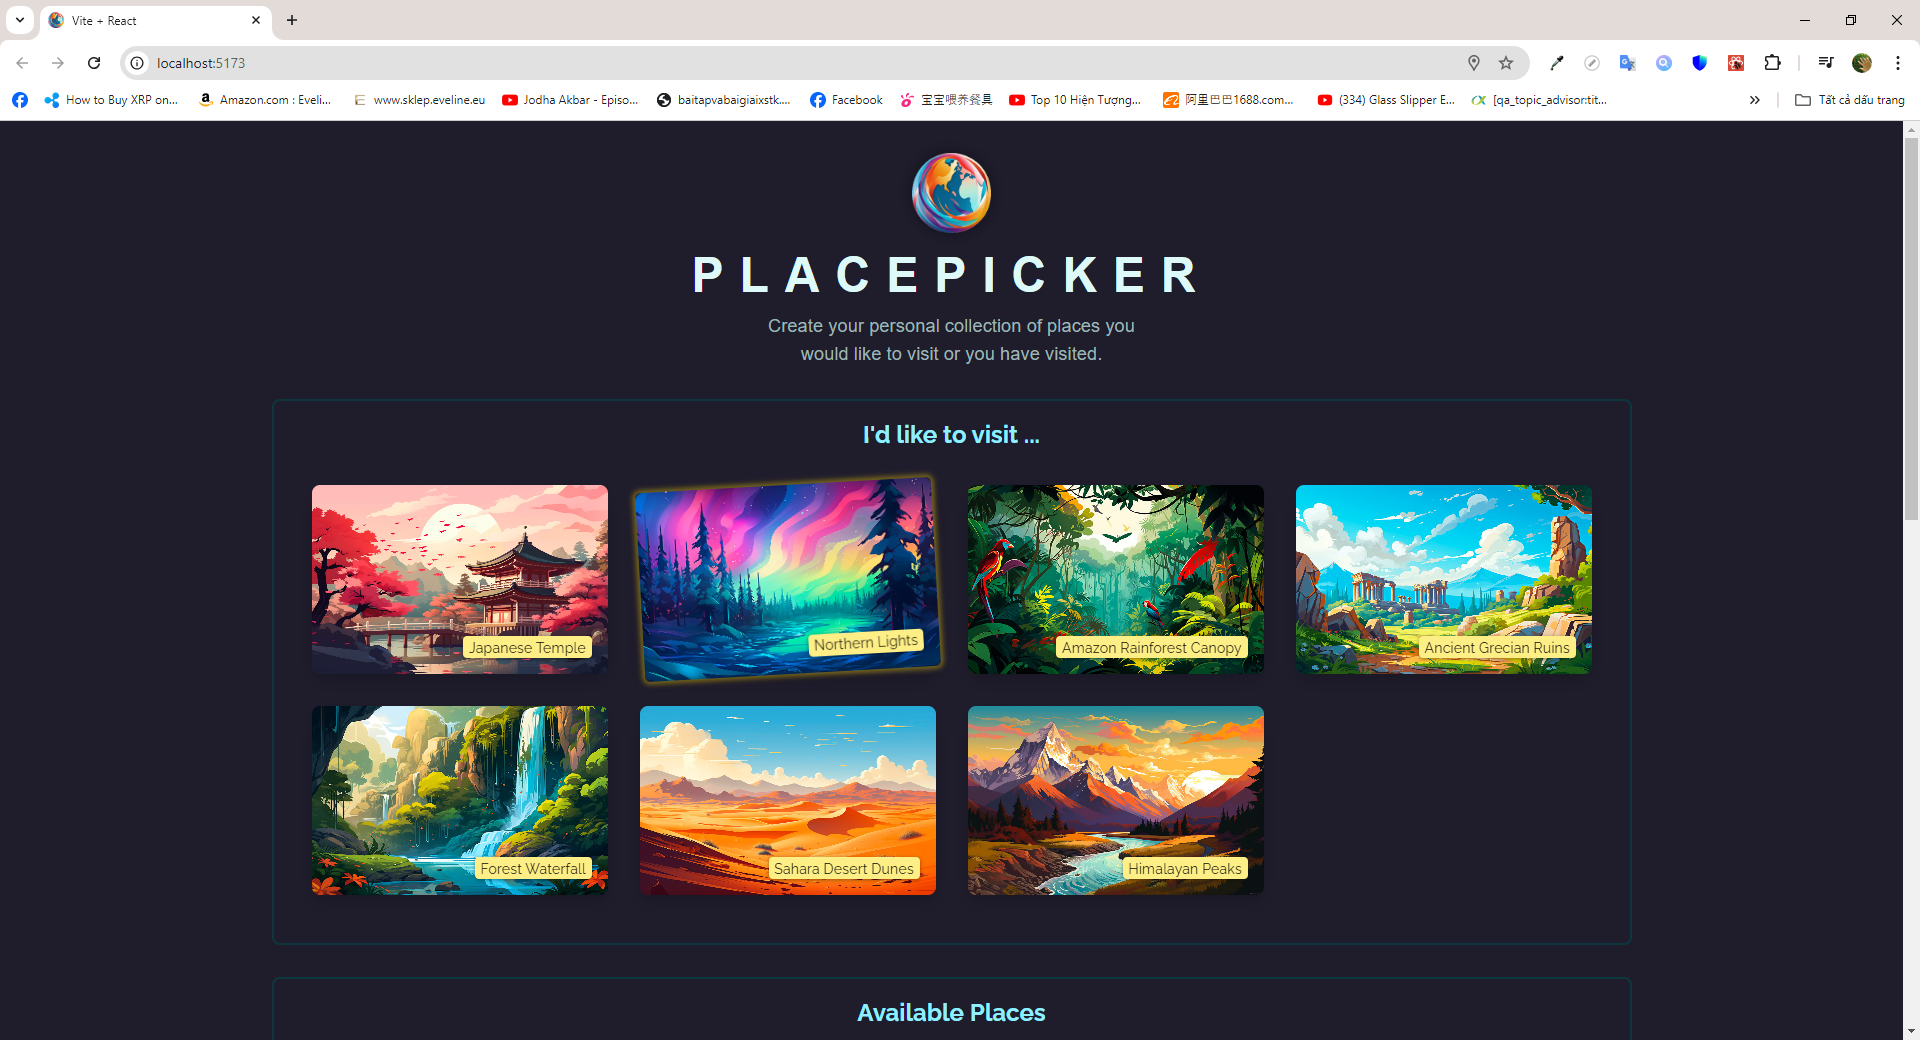 Vite + React
localhost:5173
How to Buy XRP on...
Amazon.com : Eveli...
www.sklep.eveline.eu
Jodha Akbar - Episo...
baitapvabaigiaixstk....
Facebook
宝宝喂养餐具
Top 10 Hiện Tượng...
阿里巴巴1688.com...
(334) Glass Slipper E...
[qa_topic_advisor:tit...
Tất cả dấu trang
PLACEPICKER
Create your personal collection of places you
would like to visit or you have visited.
I'd like to visit ...
Japanese Temple
Northern Lights
Amazon Rainforest Canopy
Ancient Grecian Ruins
Forest Waterfall
Sahara Desert Dunes
Himalayan Peaks
Available Places